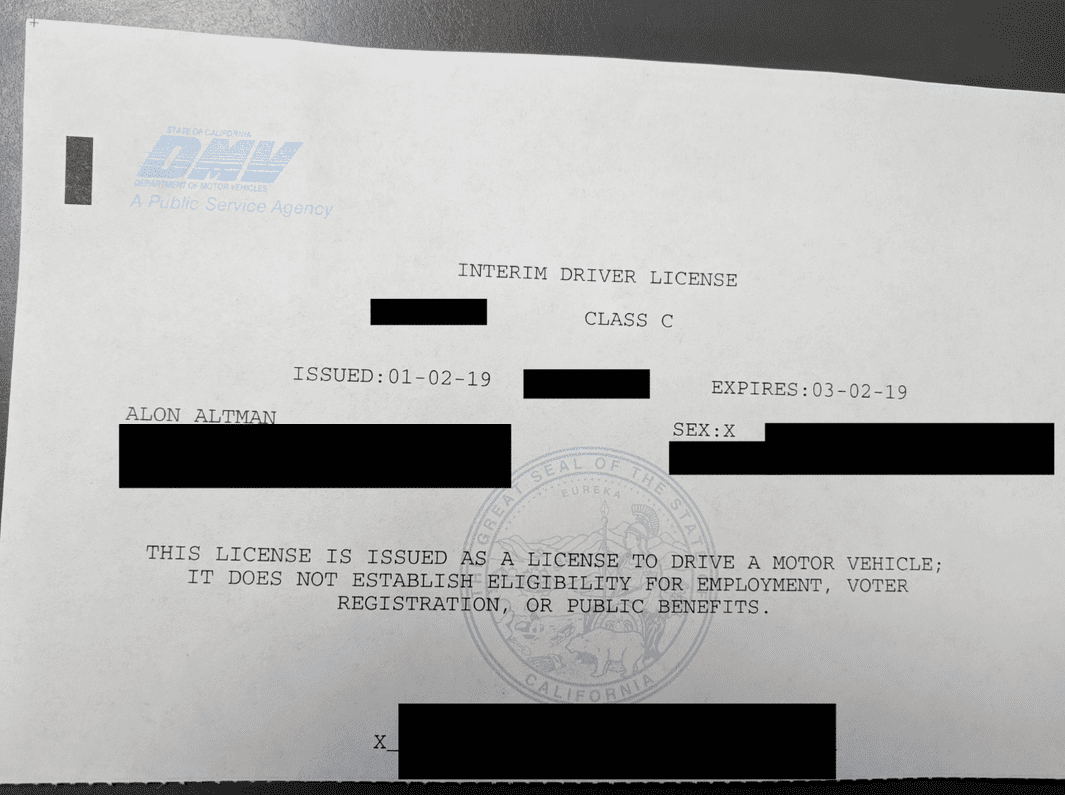 STATE OF CALIFORNIA
DMV
DEPARTMENT OF MOTOR VEHICLES
A Public Service Agency
INTERIM DRIVER LICENSE
CLASS C
ISSUED:01-02-19 EXPIRES:03-02-19
ALON ALTMAN
SEX:X
THE GREAT SEAL OF THE STATE
EUREKA
THIS LICENSE IS ISSUED AS A LICENSE TO DRIVE A MOTOR VEHICLE;
IT DOES NOT ESTABLISH ELIGIBILITY FOR EMPLOYMENT, VOTER
REGISTRATION, OR PUBLIC BENEFITS.
CALIFORNIA
X_